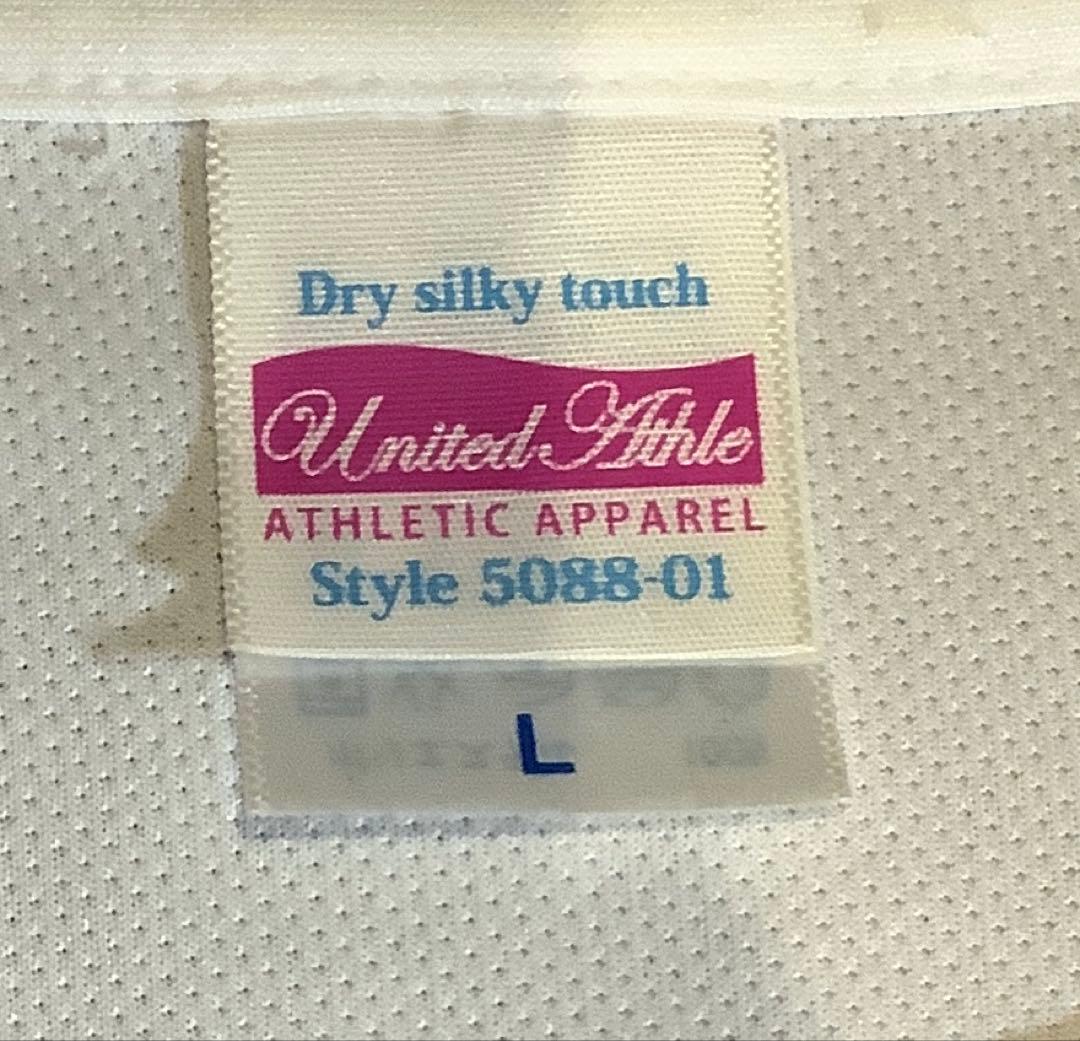 Dry silky touch
United Athle
ATHLETIC APPAREL
Style 5088-01
L